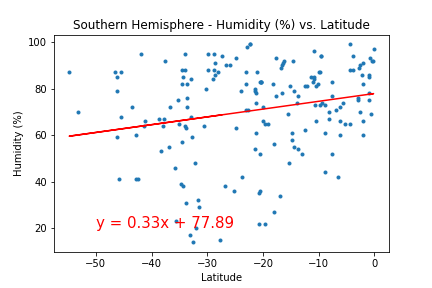 Southern Hemisphere - Humidity (%) vs. Latitude
100
80
60
40
20
Humidity (%)
y = 0.33x + 77.89
−50
−40
−30
−20
−10
0
Latitude